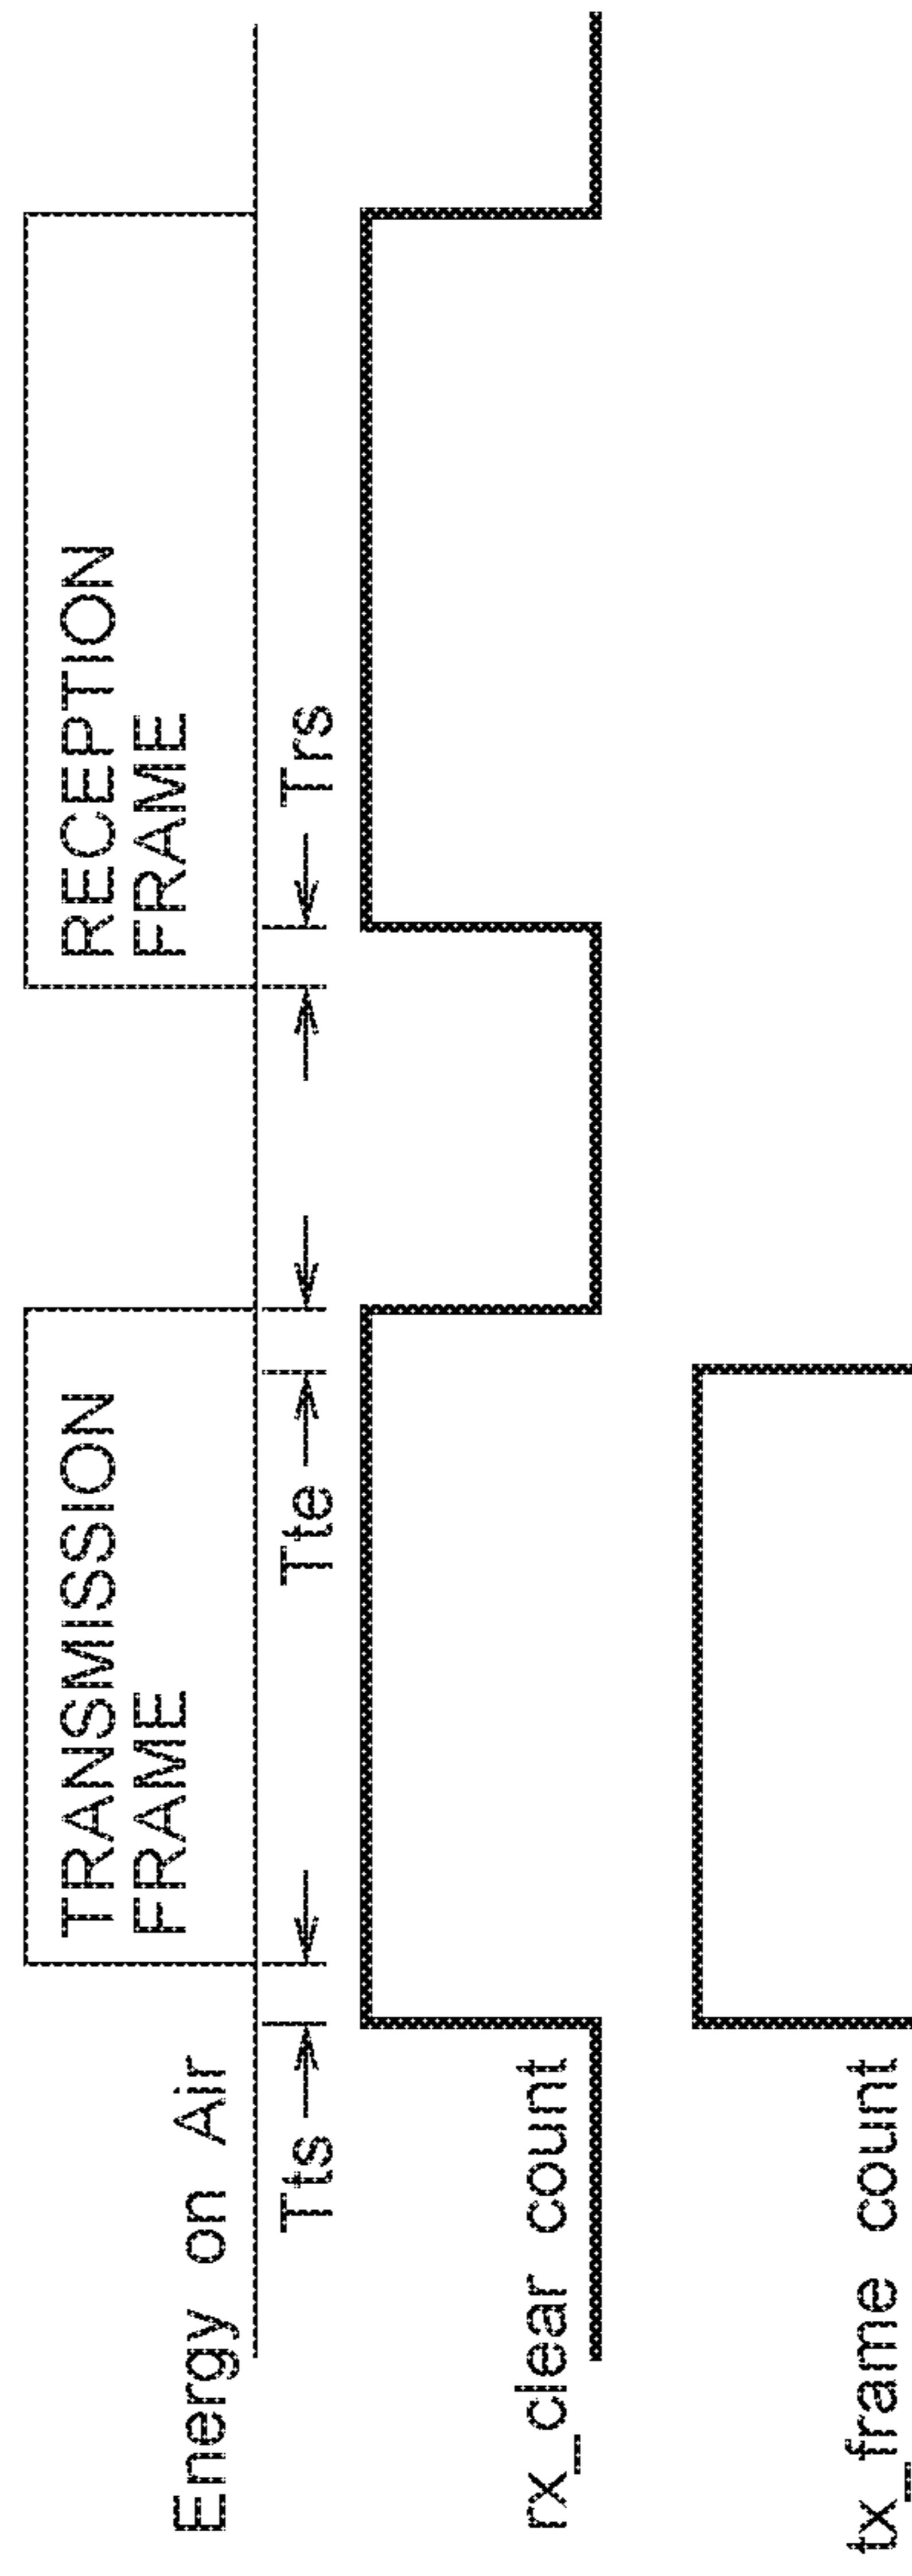 TRANSMISSION
FRAME
RECEPTION
FRAME
Energy on Air
Tts
Tte
Trs
rx_clear count
tx_frame count